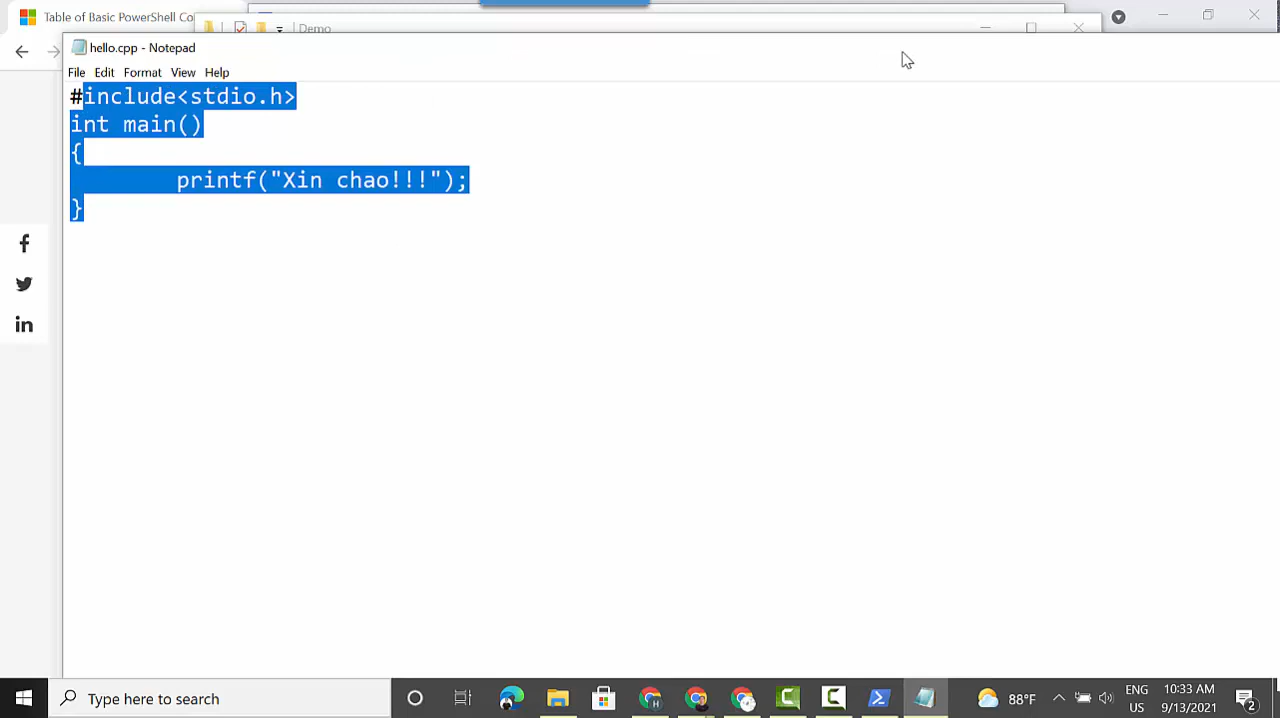 Table of Basic PowerShell Co
Demo
hello.cpp - Notepad
File Edit Format View Help
#include<stdio.h>
int main()
{
printf("Xin chao!!!");
}
Type here to search
88°F
ENG
US
10:33 AM
9/13/2021
2